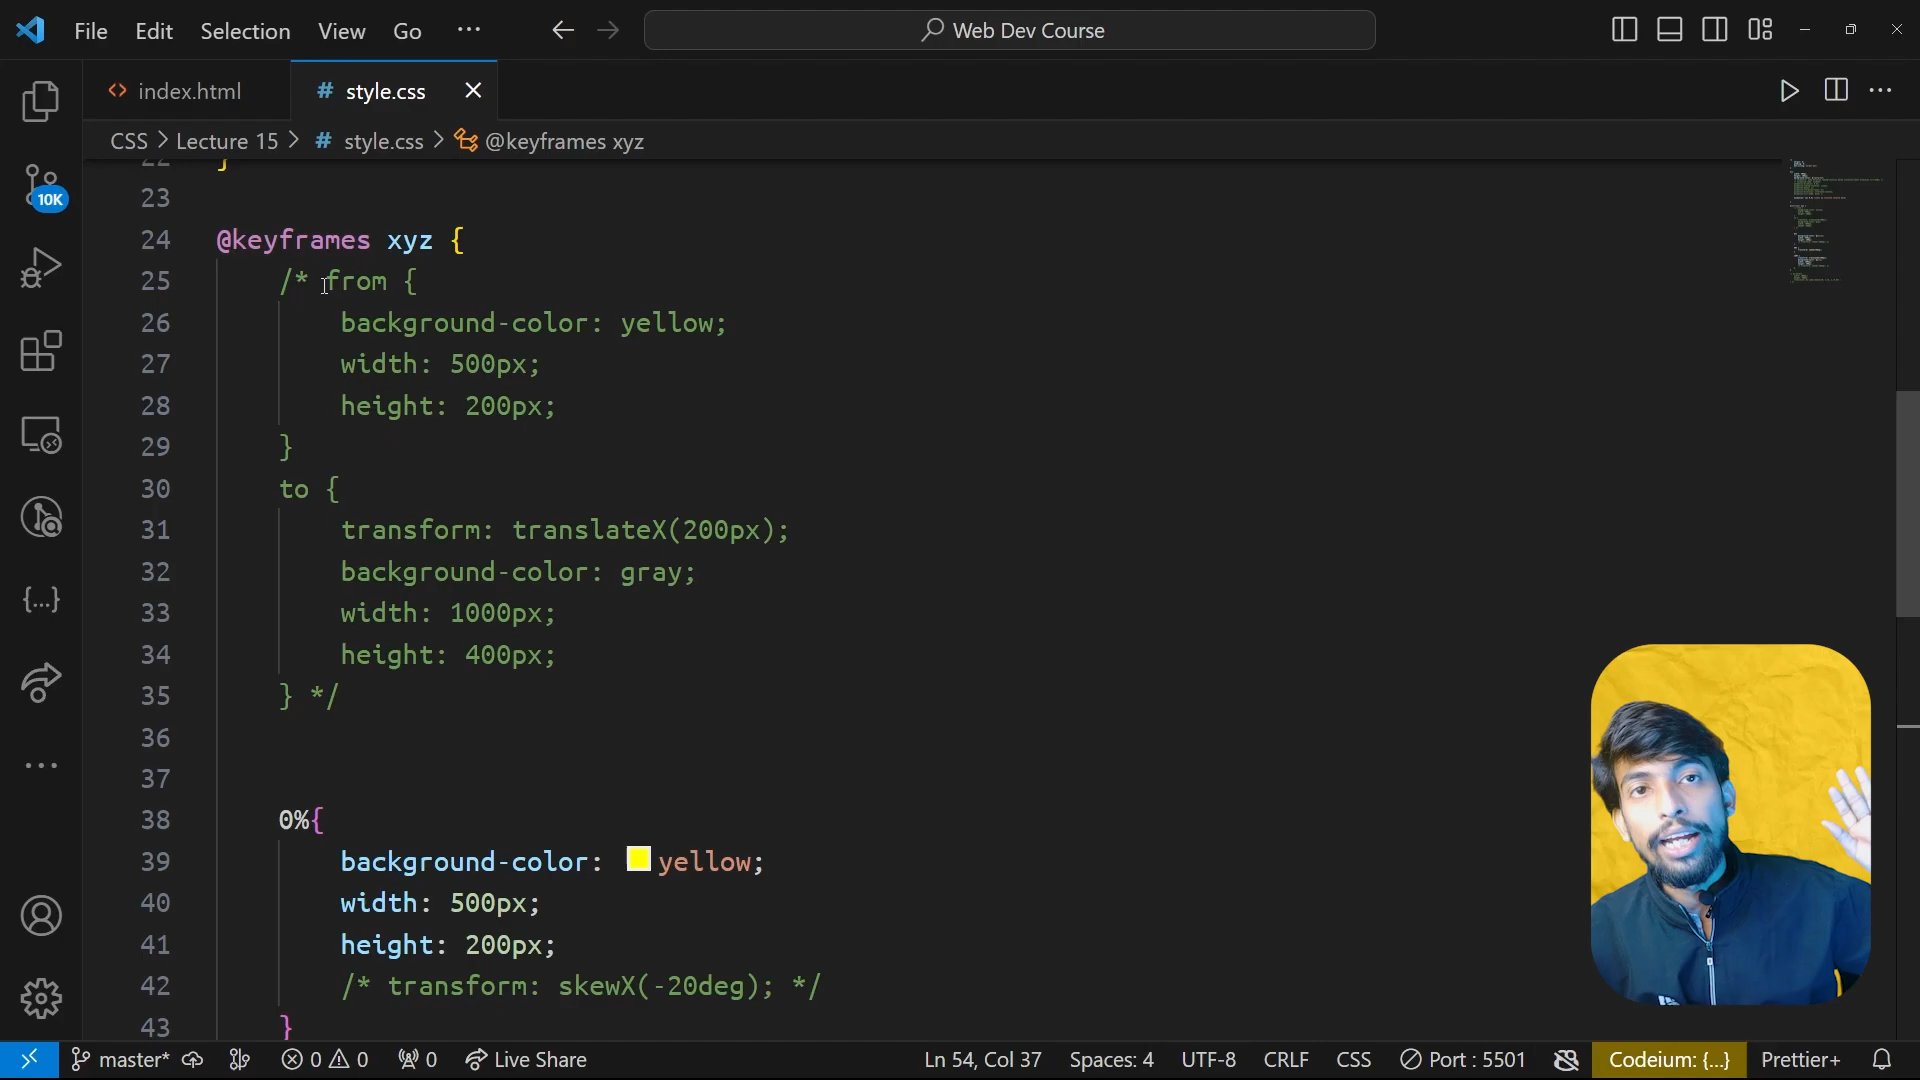 File Edit Selection View Go ··· Web Dev Course
index.html # style.css
CSS > Lecture 15 > # style.css > @keyframes xyz
22 }
23
24 @keyframes xyz {
25 /* from {
26 background-color: yellow;
27 width: 500px;
28 height: 200px;
29 }
30 to {
31 transform: translateX(200px);
32 background-color: gray;
33 width: 1000px;
34 height: 400px;
35 } */
36
37
38 0%{
39 background-color: yellow;
40 width: 500px;
41 height: 200px;
42 /* transform: skewX(-20deg); */
43 }
10K
{...}
master* 0 0 0 Live Share Ln 54, Col 37 Spaces: 4 UTF-8 CRLF CSS Port : 5501 Codeium: {...} Prettier+